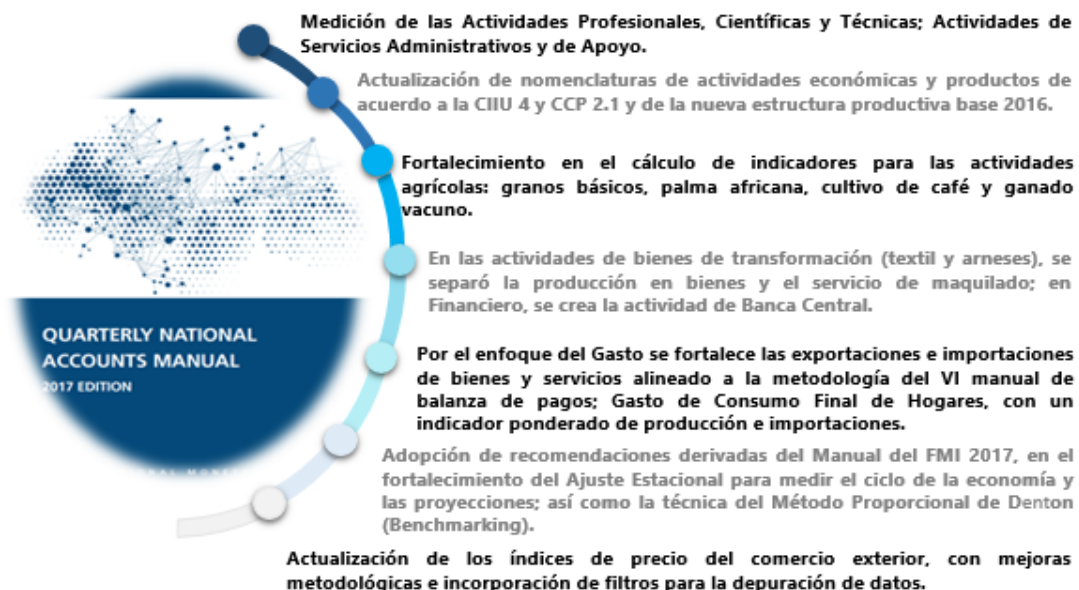 Medición de las Actividades Profesionales, Científicas y Técnicas; Actividades de
Servicios Administrativos y de Apoyo.
Actualización de nomenclaturas de actividades económicas y productos de
acuerdo a la CIIU 4 y CCP 2.1 y de la nueva estructura productiva base 2016.
Fortalecimiento en el cálculo de indicadores para las actividades
agrícolas: granos básicos, palma africana, cultivo de café y ganado
vacuno.
En las actividades de bienes de transformación (textil y arneses), se
separó la producción en bienes y el servicio de maquilado; en
Financiero, se crea la actividad de Banca Central.
QUARTERLY NATIONAL
ACCOUNTS MANUAL
2017 EDITION
Por el enfoque del Gasto se fortalece las exportaciones e importaciones
de bienes y servicios alineado a la metodología del VI manual de
balanza de pagos; Gasto de Consumo Final de Hogares, con un
indicador ponderado de producción e importaciones.
Adopción de recomendaciones derivadas del Manual del FMI 2017, en el
fortalecimiento del Ajuste Estacional para medir el ciclo de la economía y
las proyecciones; así como la técnica del Método Proporcional de Denton
(Benchmarking).
Actualización de los índices de precio del comercio exterior, con mejoras
metodológicas e incorporación de filtros para la depuración de datos.